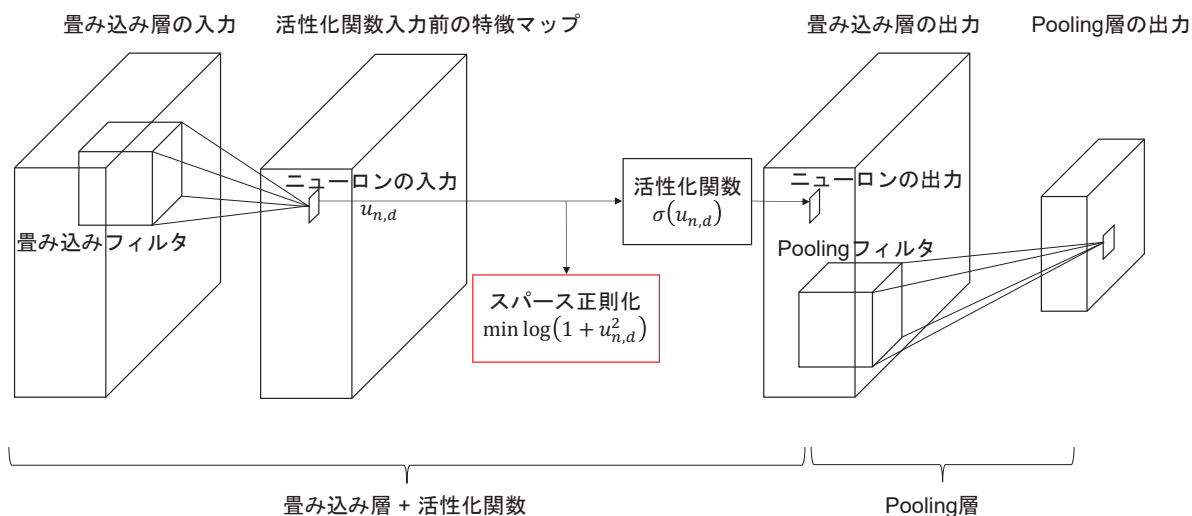 畳み込み層の入力
活性化関数入力前の特徴マップ
畳み込み層の出力
Pooling層の出力
ニューロンの入力
u_{n,d}
畳み込みフィルタ
活性化関数
σ(u_{n,d})
ニューロンの出力
Poolingフィルタ
スパース正則化
min log(1 + u_{n,d}^2)
畳み込み層 + 活性化関数
Pooling層